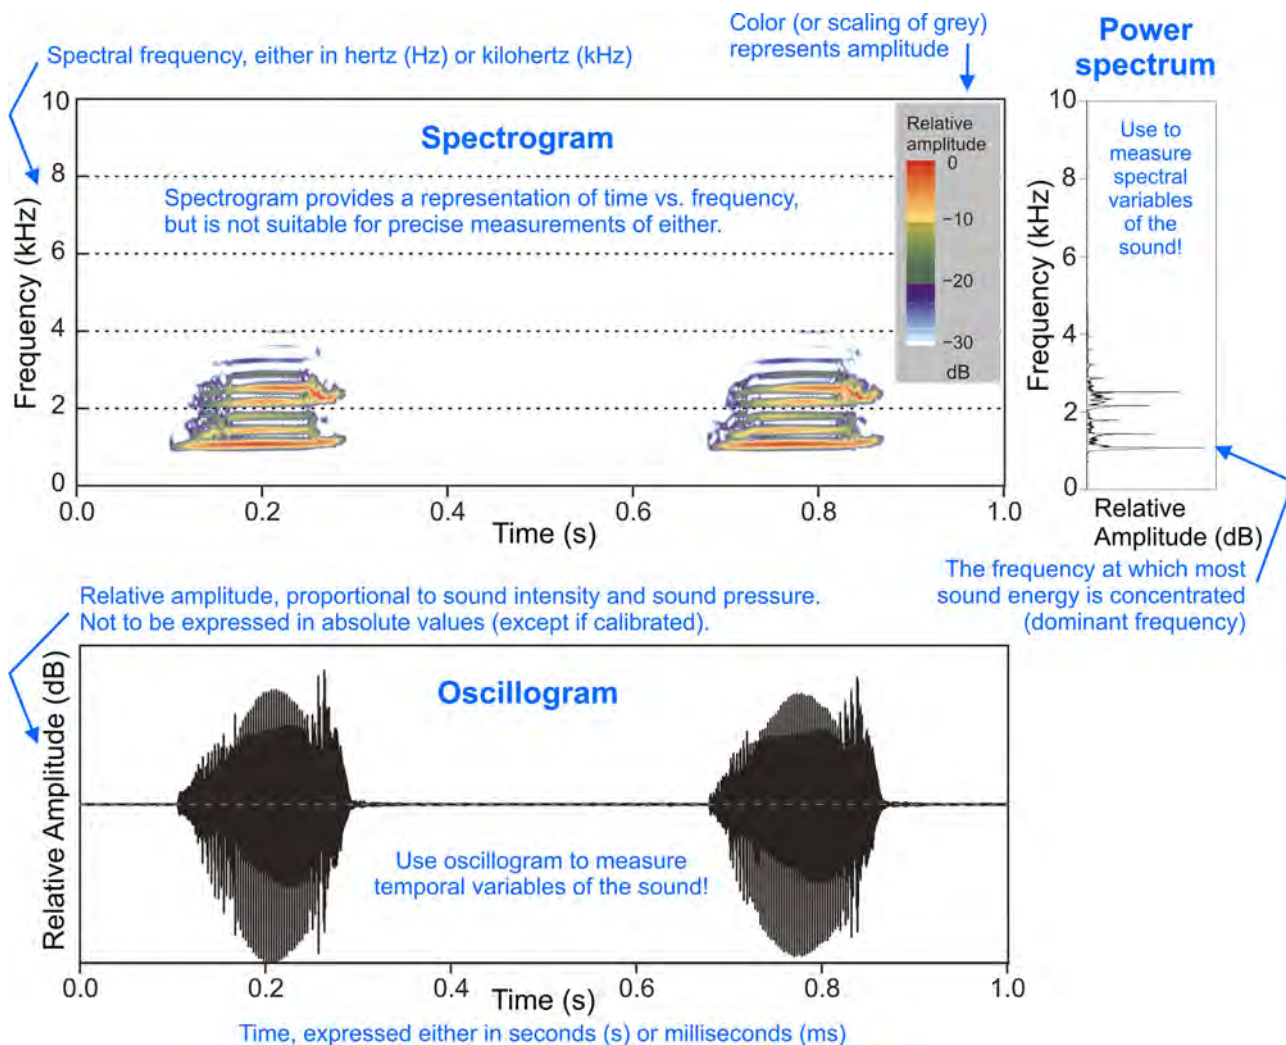 Spectral frequency, either in hertz (Hz) or kilohertz (kHz)
Color (or scaling of grey)
represents amplitude
Power
spectrum
Spectrogram
Spectrogram provides a representation of time vs. frequency,
but is not suitable for precise measurements of either.
Frequency (kHz)
10
8
6
4
2
0
0.0
0.2
0.4
0.6
0.8
1.0
Time (s)
Relative
amplitude
0
−10
−20
−30
dB
Use to
measure
spectral
variables
of the
sound!
Frequency (kHz)
10
8
6
4
2
0
Relative
Amplitude (dB)
The frequency at which most
sound energy is concentrated
(dominant frequency)
Relative amplitude, proportional to sound intensity and sound pressure.
Not to be expressed in absolute values (except if calibrated).
Oscillogram
Relative Amplitude (dB)
Use oscillogram to measure
temporal variables of the sound!
0.0
0.2
0.4
0.6
0.8
1.0
Time (s)
Time, expressed either in seconds (s) or milliseconds (ms)